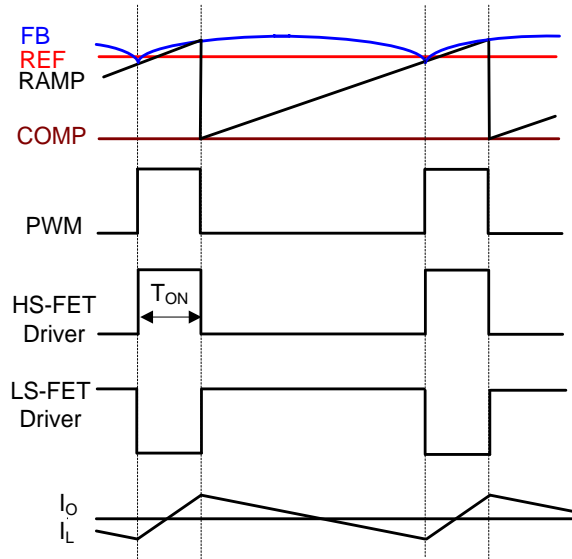 FB
REF
RAMP
COMP
PWM
HS-FET
Driver
TON
LS-FET
Driver
IO
IL